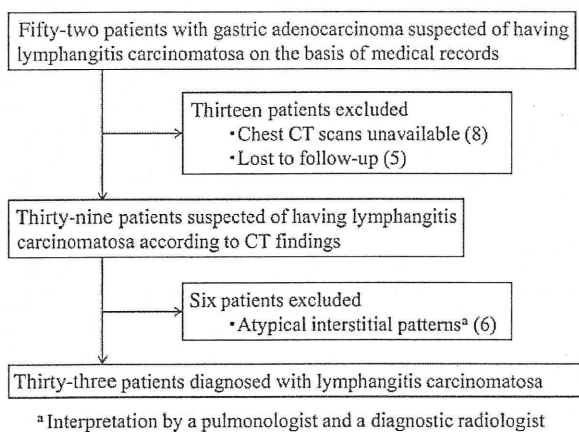 Fifty-two patients with gastric adenocarcinoma suspected of having
lymphangitis carcinomatosa on the basis of medical records
Thirteen patients excluded
・Chest CT scans unavailable (8)
・Lost to follow-up (5)
Thirty-nine patients suspected of having lymphangitis
carcinomatosa according to CT findings
Six patients excluded
・Atypical interstitial patternsᵃ (6)
Thirty-three patients diagnosed with lymphangitis carcinomatosa
ᵃ Interpretation by a pulmonologist and a diagnostic radiologist